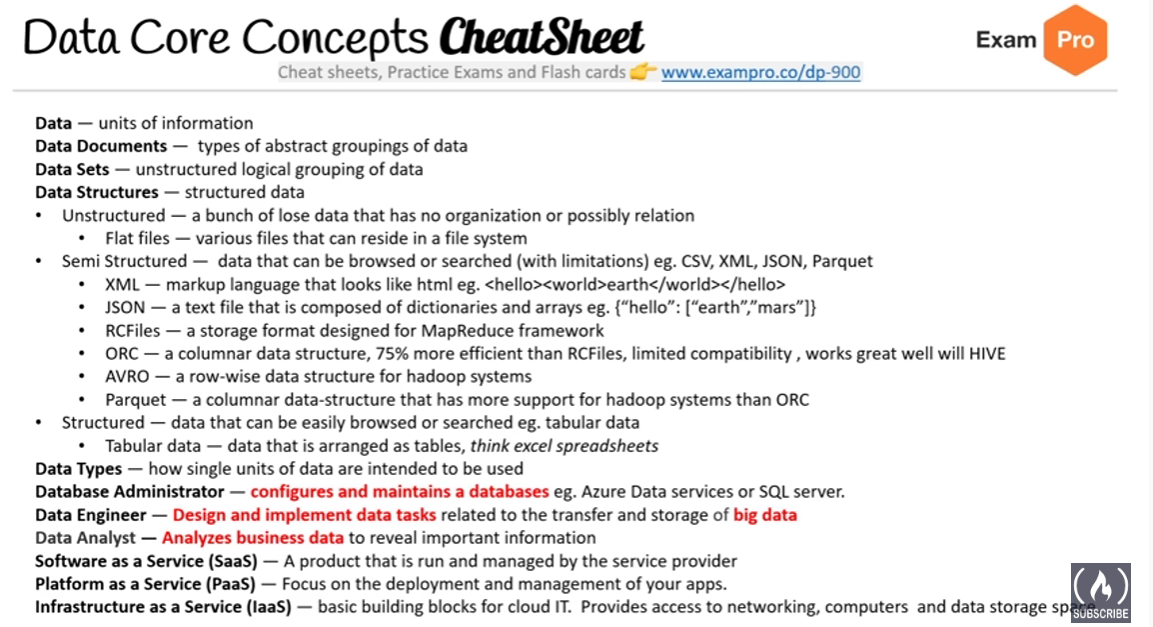 Data Core Concepts CheatSheet
Exam Pro
Cheat sheets, Practice Exams and Flash cards 👉 www.exampro.co/dp-900
Data — units of information
Data Documents — types of abstract groupings of data
Data Sets — unstructured logical grouping of data
Data Structures — structured data
• Unstructured — a bunch of lose data that has no organization or possibly relation
• Flat files — various files that can reside in a file system
• Semi Structured — data that can be browsed or searched (with limitations) eg. CSV, XML, JSON, Parquet
• XML — markup language that looks like html eg. <hello><world>earth</world></hello>
• JSON — a text file that is composed of dictionaries and arrays eg. {“hello”: [“earth”,”mars”]}
• RCFiles — a storage format designed for MapReduce framework
• ORC — a columnar data structure, 75% more efficient than RCFiles, limited compatibility , works great well will HIVE
• AVRO — a row-wise data structure for hadoop systems
• Parquet — a columnar data-structure that has more support for hadoop systems than ORC
• Structured — data that can be easily browsed or searched eg. tabular data
• Tabular data — data that is arranged as tables, think excel spreadsheets
Data Types — how single units of data are intended to be used
Database Administrator — configures and maintains a databases eg. Azure Data services or SQL server.
Data Engineer — Design and implement data tasks related to the transfer and storage of big data
Data Analyst — Analyzes business data to reveal important information
Software as a Service (SaaS) — A product that is run and managed by the service provider
Platform as a Service (PaaS) — Focus on the deployment and management of your apps.
Infrastructure as a Service (IaaS) — basic building blocks for cloud IT. Provides access to networking, computers and data storage space.
SUBSCRIBE